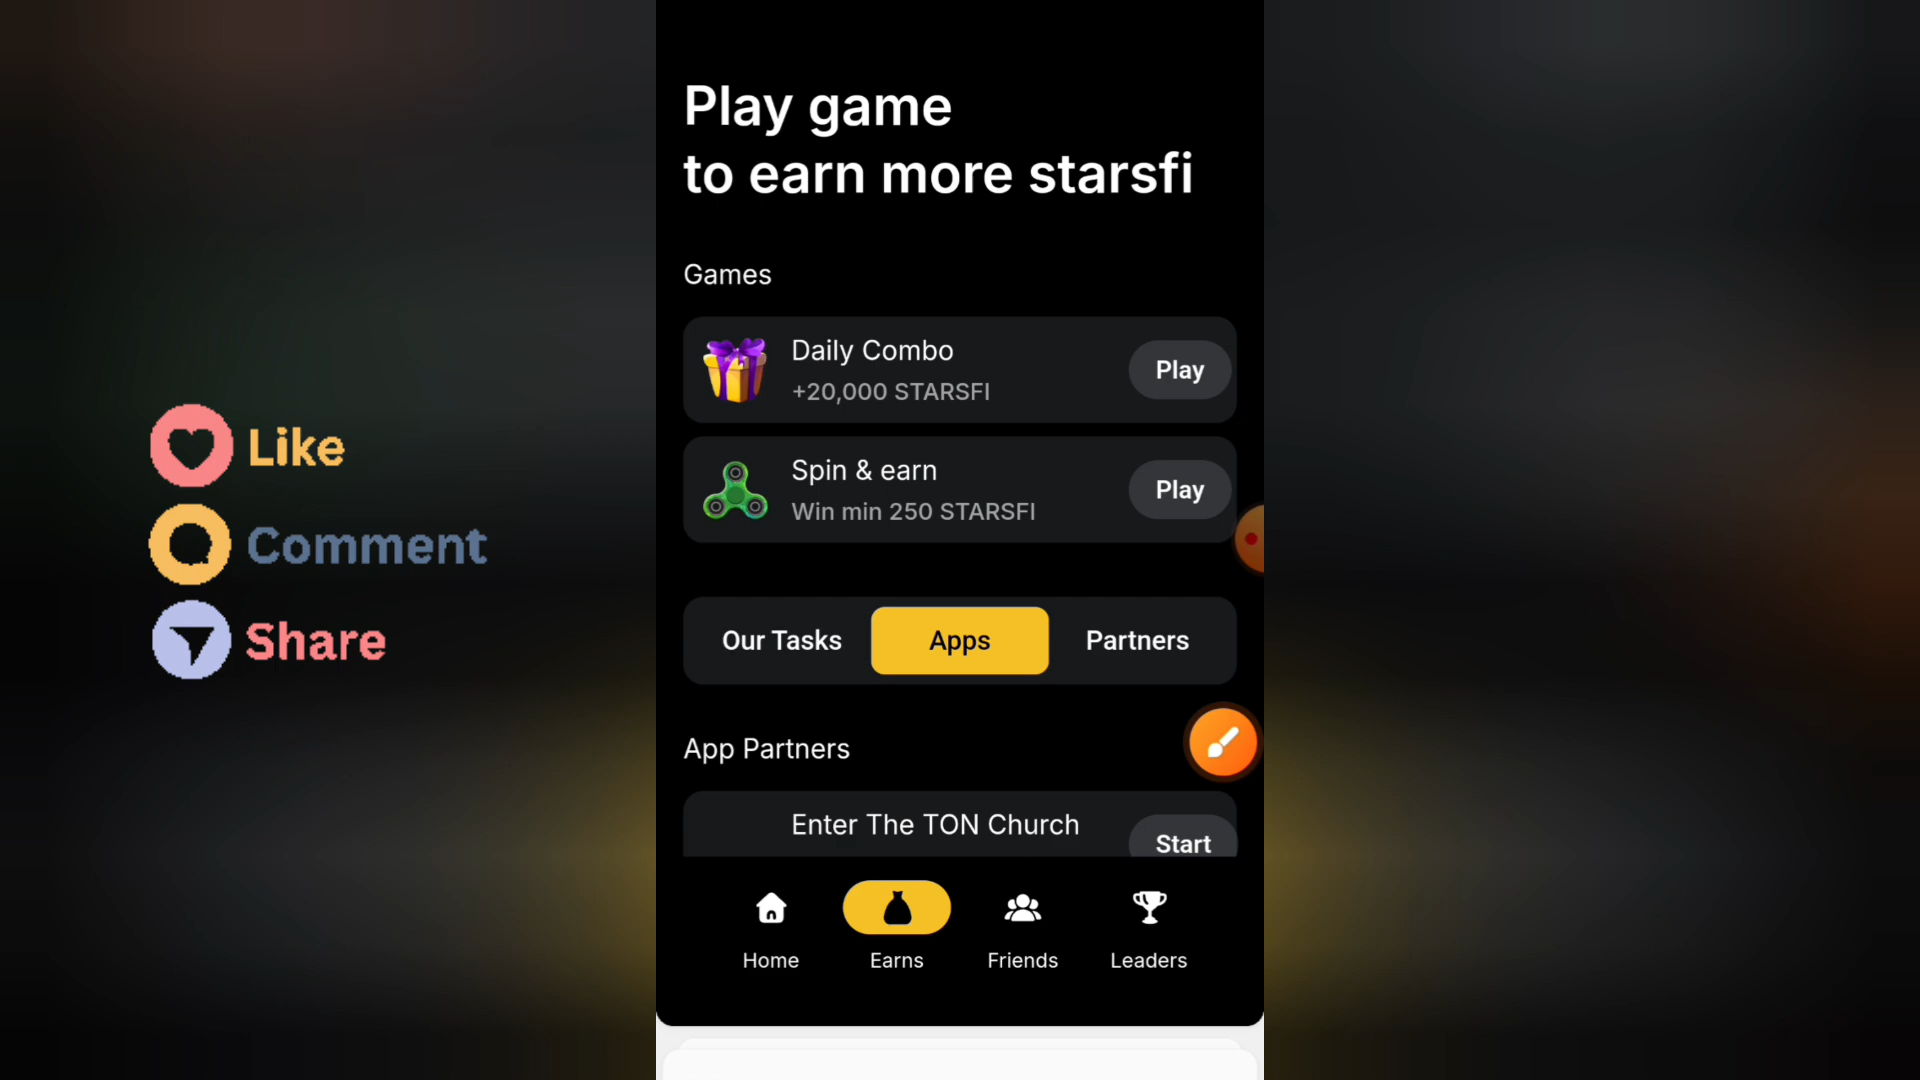 Play game
to earn more starsfi
Games
Daily Combo
+20,000 STARSFI
Play
Spin & earn
Win min 250 STARSFI
Play
Like
Comment
Share
Our Tasks
Apps
Partners
App Partners
Enter The TON Church
Start
Home
Earns
Friends
Leaders